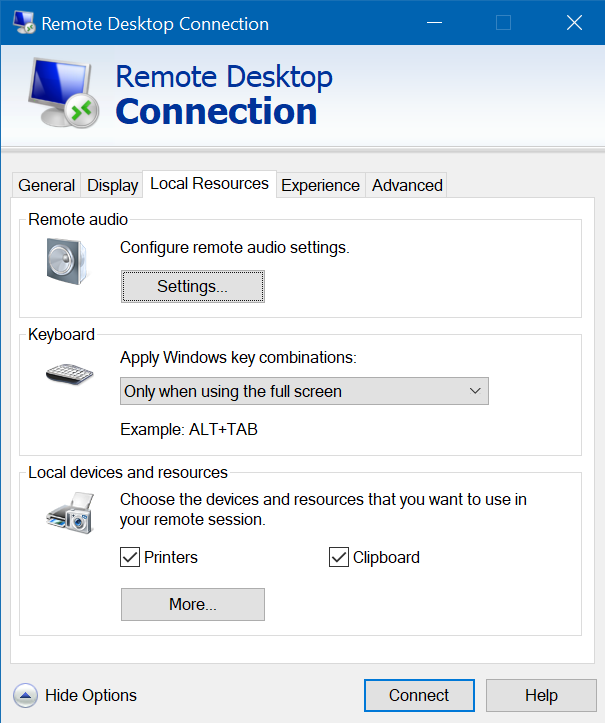 Remote Desktop Connection
Remote Desktop
Connection
General Display Local Resources Experience Advanced
Remote audio
Configure remote audio settings.
Settings...
Keyboard
Apply Windows key combinations:
Only when using the full screen
Example: ALT+TAB
Local devices and resources
Choose the devices and resources that you want to use in
your remote session.
Printers Clipboard
More...
Hide Options Connect Help